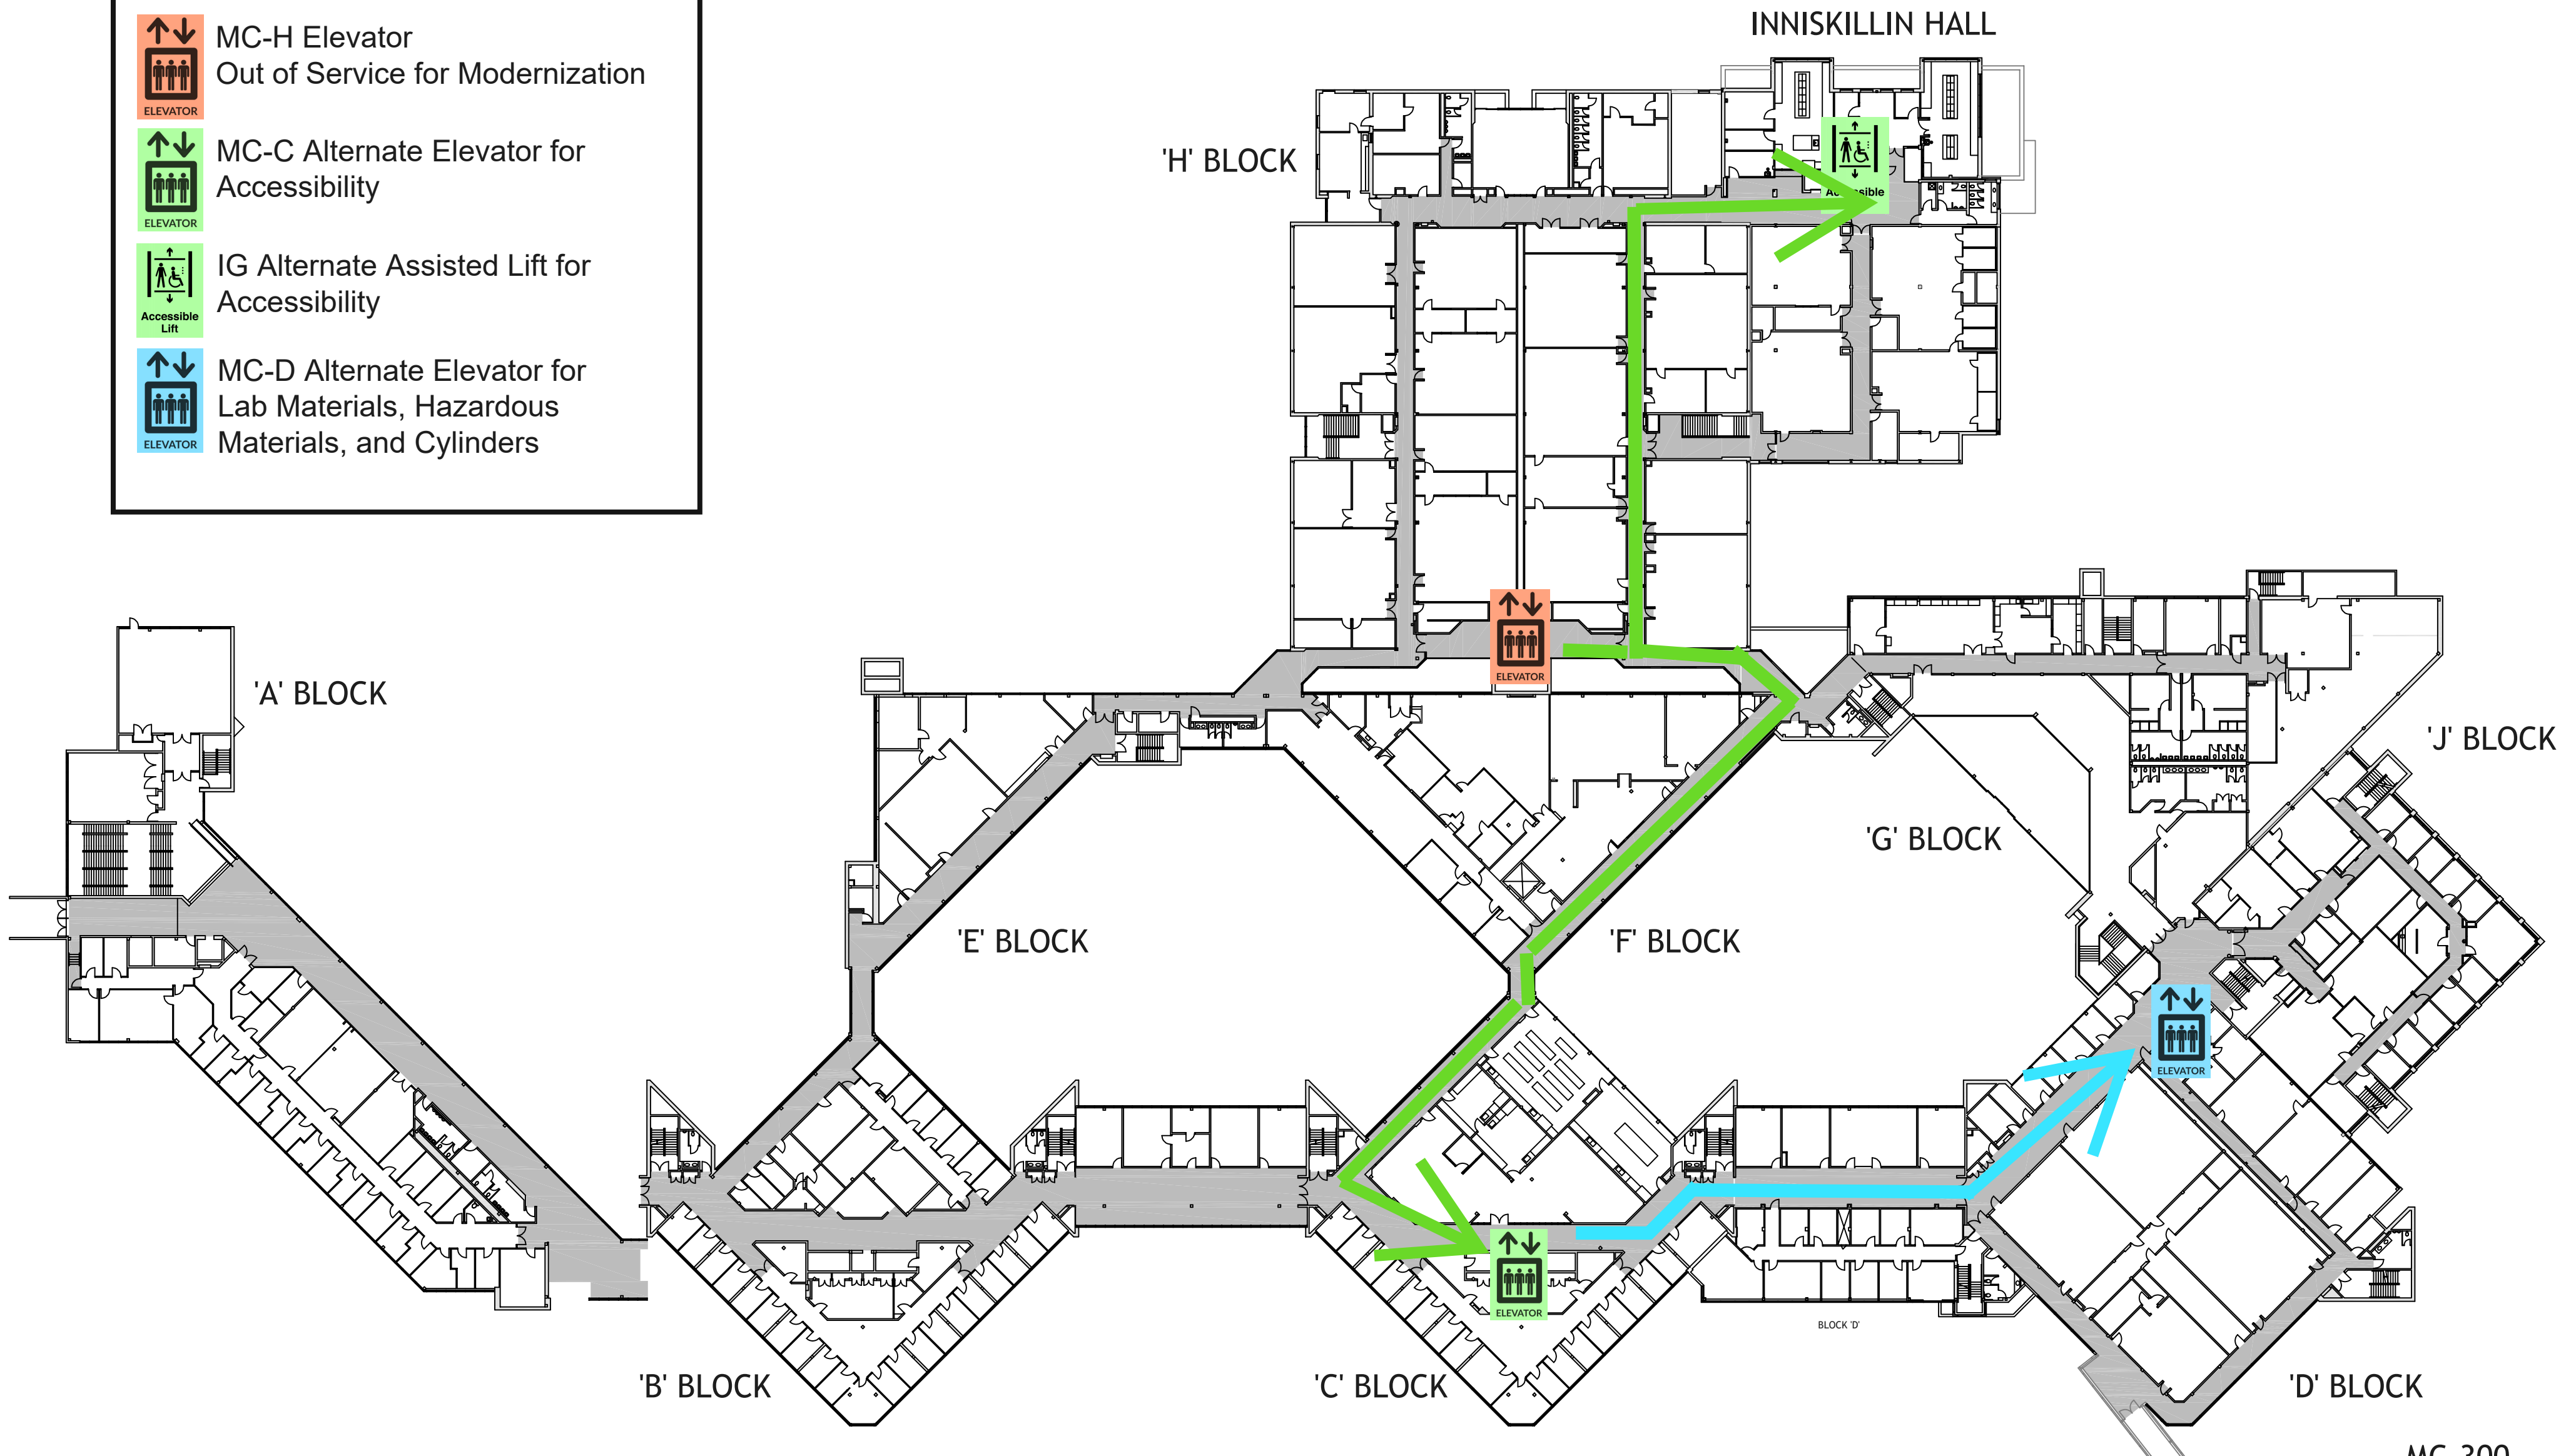 MC-H Elevator
Out of Service for Modernization
ELEVATOR
MC-C Alternate Elevator for
Accessibility
ELEVATOR
IG Alternate Assisted Lift for
Accessibility
Accessible
Lift
MC-D Alternate Elevator for
Lab Materials, Hazardous
Materials, and Cylinders
ELEVATOR
INNISKILLIN HALL
'H' BLOCK
ELEVATOR
'A' BLOCK
'J' BLOCK
'G' BLOCK
'E' BLOCK
'F' BLOCK
ELEVATOR
ELEVATOR
BLOCK 'D'
'B' BLOCK
'C' BLOCK
'D' BLOCK